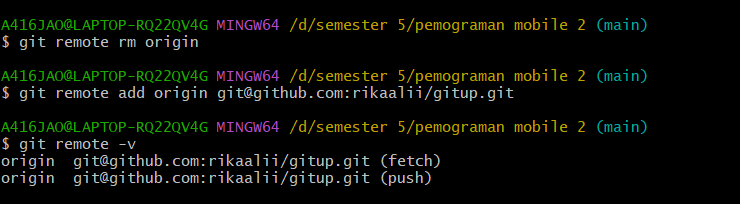 A416JAO@LAPTOP-RQ22QV4G MINGW64 /d/semester 5/pemograman mobile 2 (main)
$ git remote rm origin
A416JAO@LAPTOP-RQ22QV4G MINGW64 /d/semester 5/pemograman mobile 2 (main)
$ git remote add origin git@github.com:rikaalii/gitup.git
A416JAO@LAPTOP-RQ22QV4G MINGW64 /d/semester 5/pemograman mobile 2 (main)
$ git remote -v
origin  git@github.com:rikaalii/gitup.git (fetch)
origin  git@github.com:rikaalii/gitup.git (push)